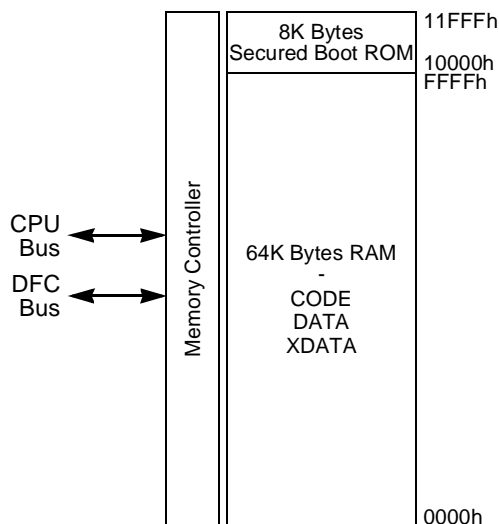 8K Bytes
Secured Boot ROM
11FFFh
10000h
FFFFh
CPU
Bus
DFC
Bus
Memory Controller
64K Bytes RAM
-
CODE
DATA
XDATA
0000h